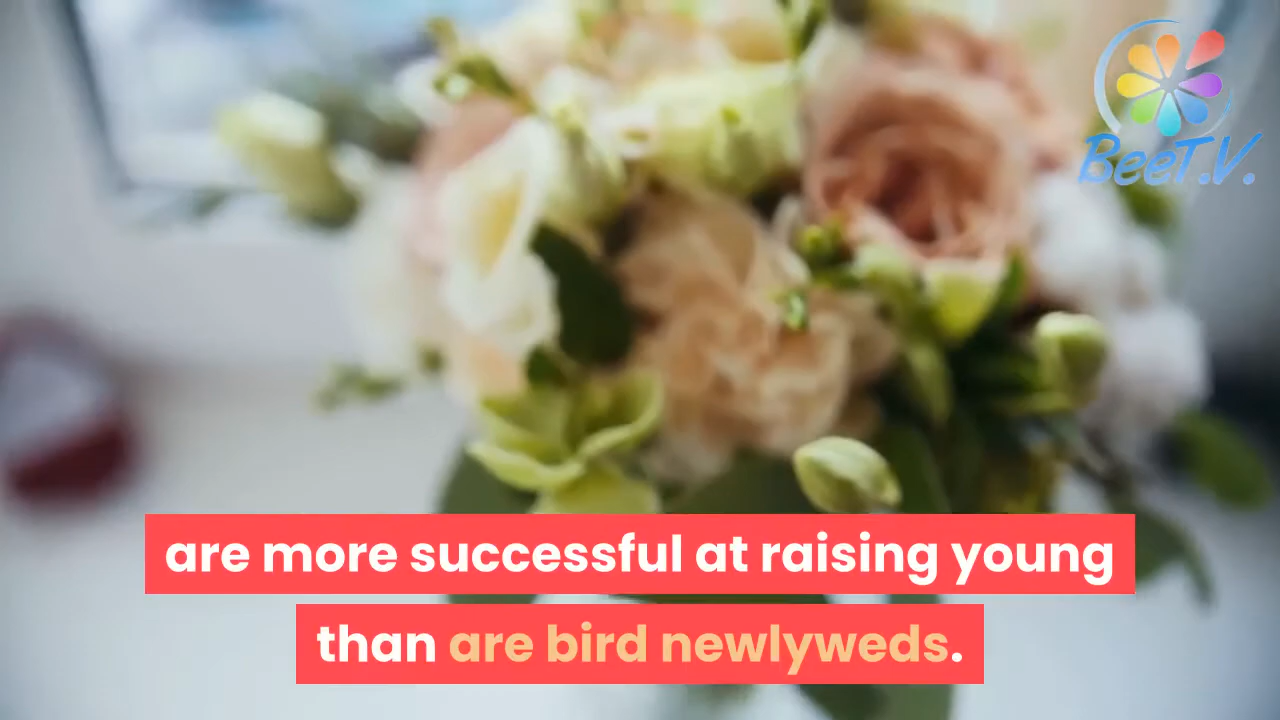 BeeT.V.
are more successful at raising young
than are bird newlyweds.